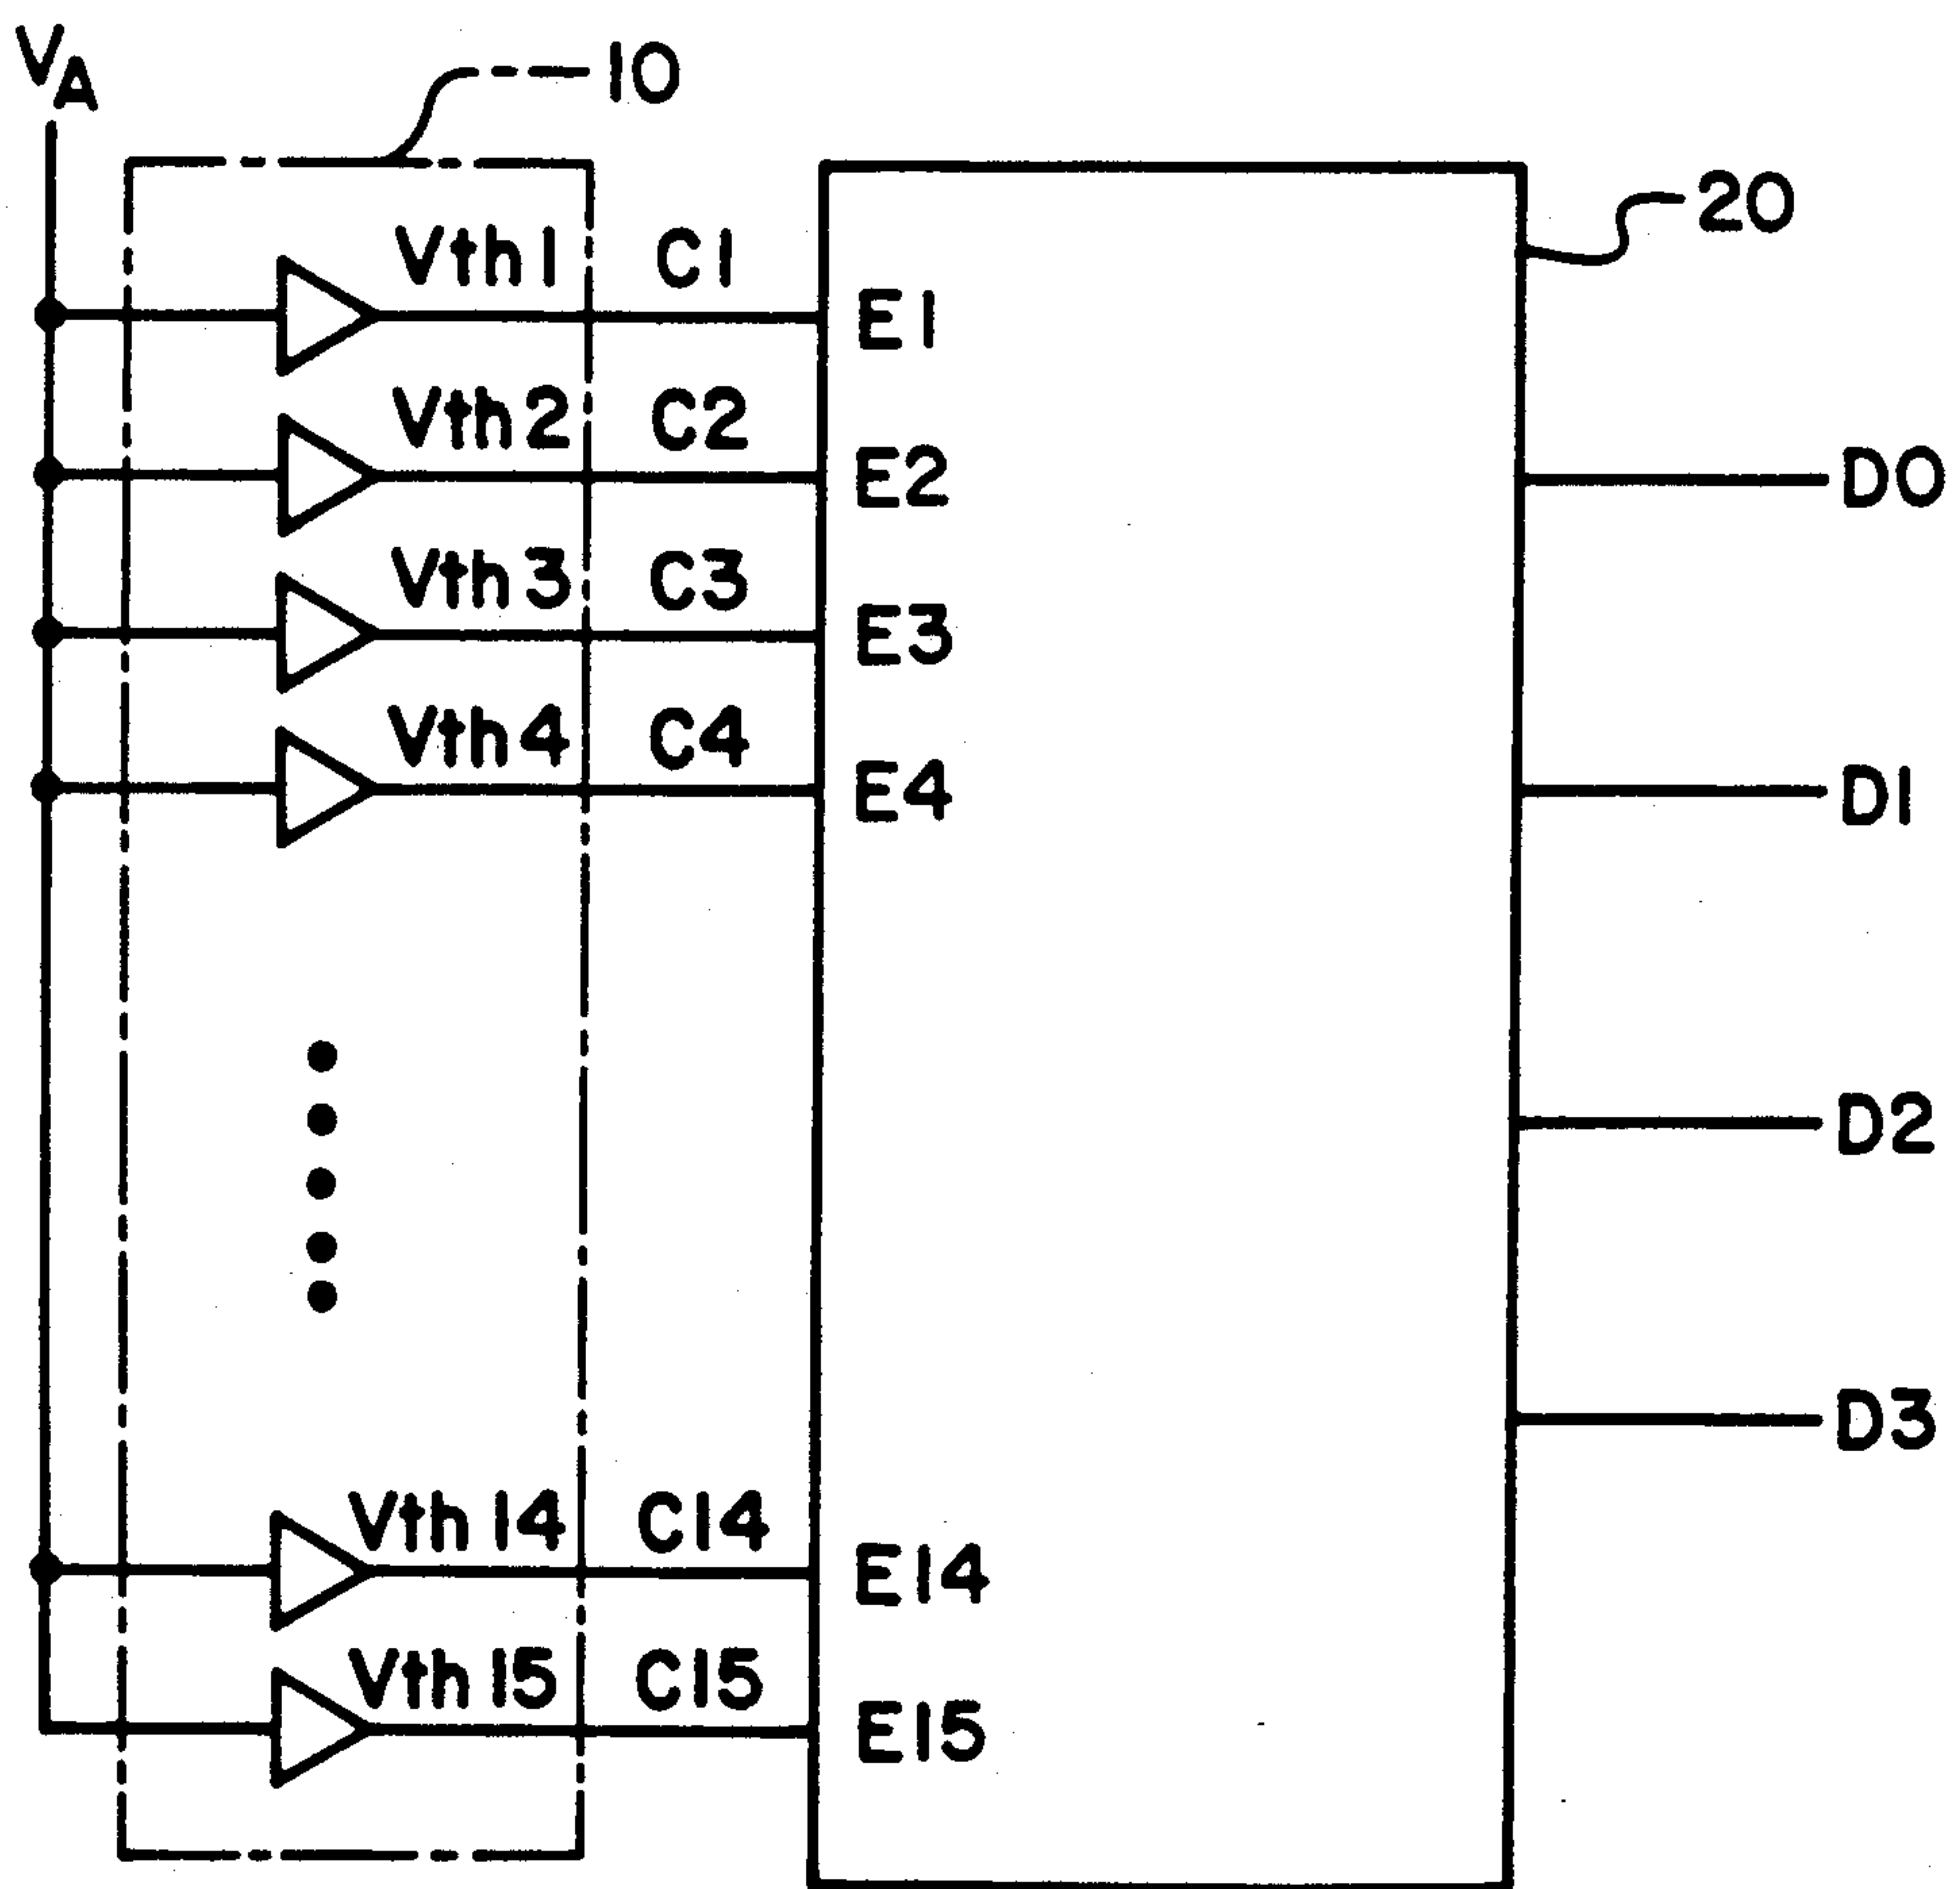 VA
10
20
Vth1 C1
E1
Vth2 C2
E2
D0
Vth3 C3
E3
Vth4 C4
E4
D1
D2
D3
Vth14 C14
E14
Vth15 C15
E15